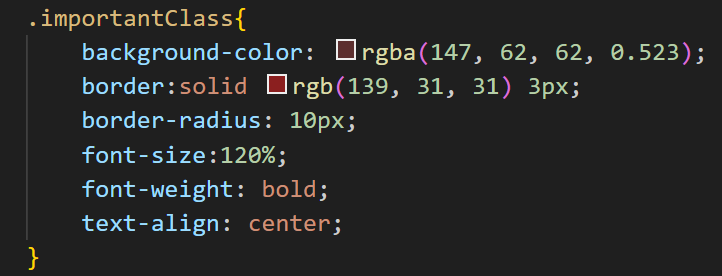 .importantClass{
    background-color: rgba(147, 62, 62, 0.523);
    border:solid rgb(139, 31, 31) 3px;
    border-radius: 10px;
    font-size:120%;
    font-weight: bold;
    text-align: center;
}